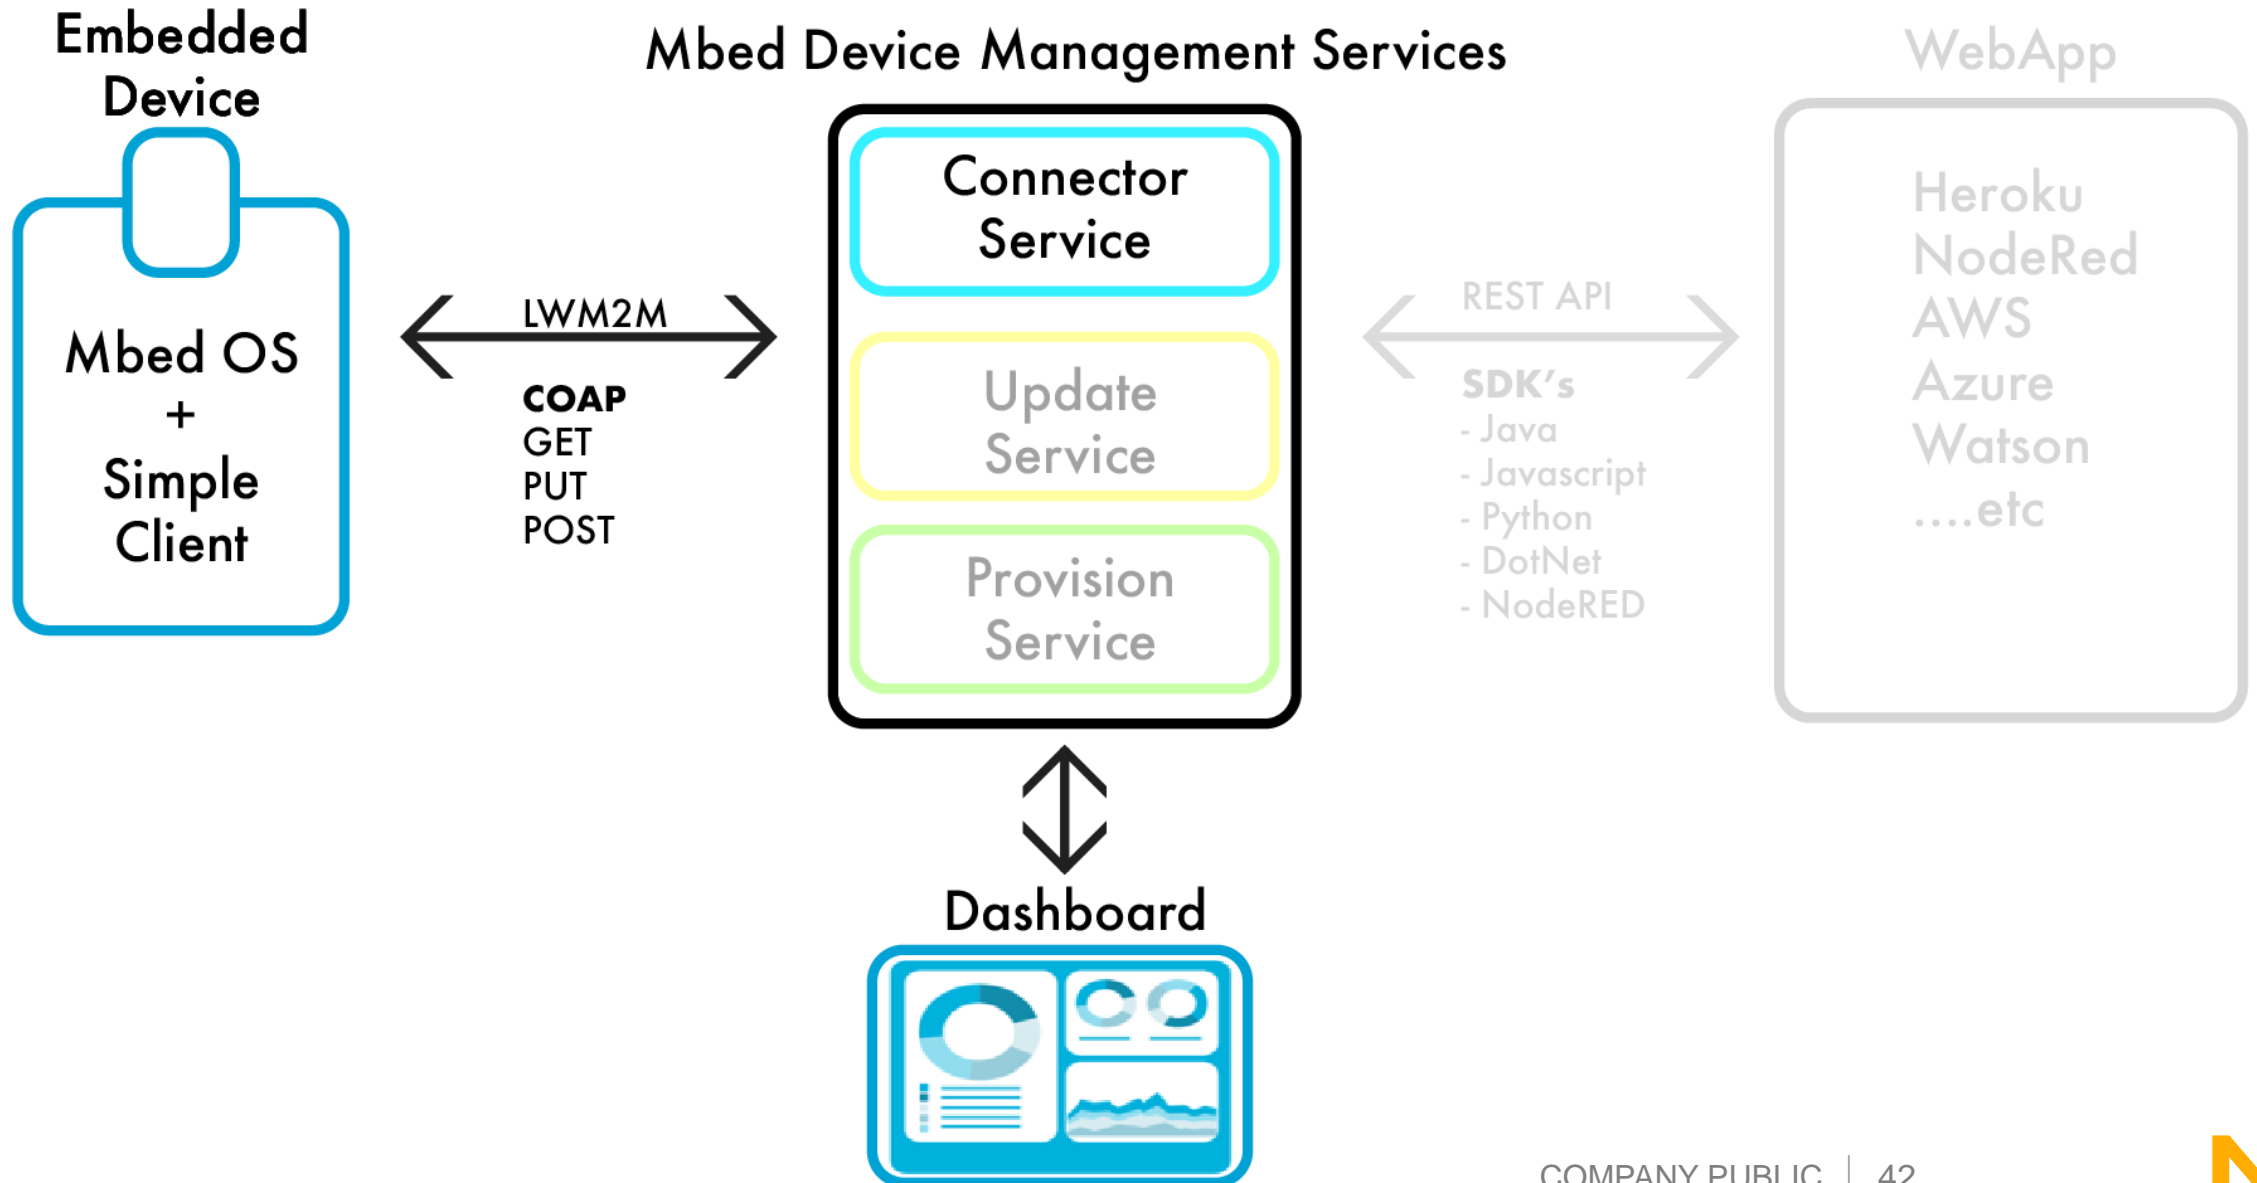 Embedded
Device
Mbed OS
+
Simple
Client
LWM2M
COAP
GET
PUT
POST
Mbed Device Management Services
Connector
Service
Update
Service
Provision
Service
Dashboard
REST API
SDK's
- Java
- Javascript
- Python
- DotNet
- NodeRED
WebApp
Heroku
NodeRed
AWS
Azure
Watson
....etc
COMPANY PUBLIC | 42